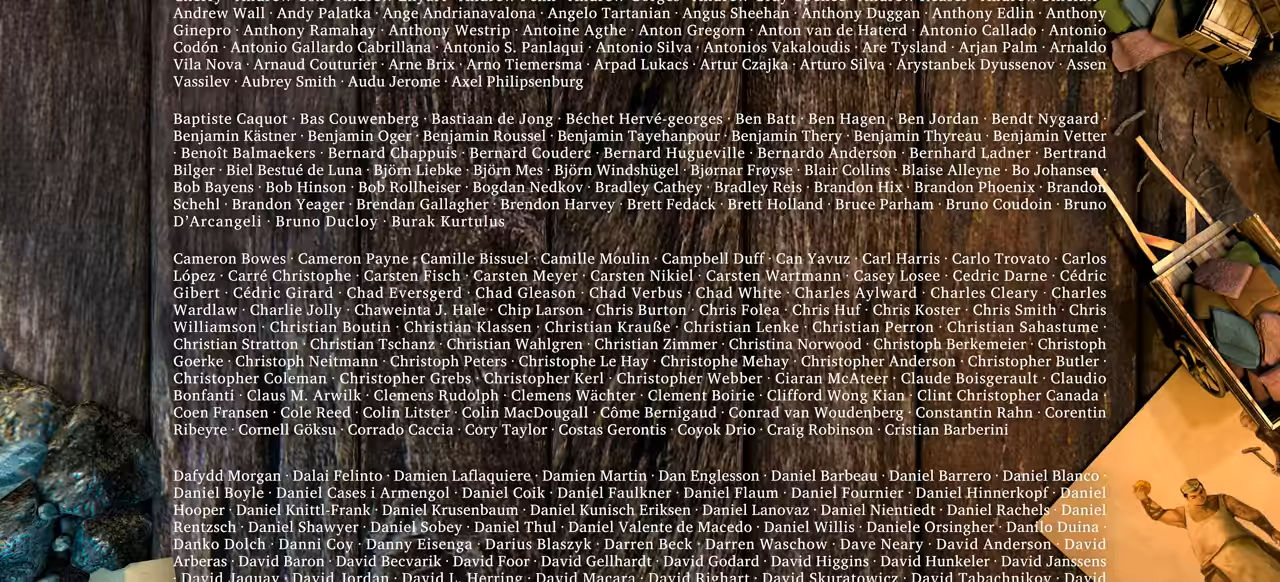 Andrew Wall · Andy Palatka · Ange Andrianavalona · Angelo Tartanian · Angus Sheehan · Anthony Duggan · Anthony Edlin · Anthony
Ginepro · Anthony Ramahay · Anthony Westrip · Antoine Agthe · Anton Gregorn · Anton van de Haterd · Antonio Callado · Antonio
Codón · Antonio Gallardo Cabrillana · Antonio S. Panlaqui · Antonio Silva · Antonios Vakaloudis · Are Tysland · Arjan Palm · Arnaldo
Vila Nova · Arnaud Couturier · Arne Brix · Arno Tiemersma · Arpad Lukacs · Artur Czajka · Arturo Silva · Arystanbek Dyussenov · Assen
Vassilev · Aubrey Smith · Audu Jerome · Axel Philipsenburg
Baptiste Caquot · Bas Couwenberg · Bastiaan de Jong · Béchet Hervé-georges · Ben Batt · Ben Hagen · Ben Jordan · Bendt Nygaard ·
Benjamin Kästner · Benjamin Oger · Benjamin Roussel · Benjamin Tayehanpour · Benjamin Thery · Benjamin Thyreau · Benjamin Vetter
· Benoît Balmaekers · Bernard Chappuis · Bernard Couderc · Bernard Hugueville · Bernardo Anderson · Bernhard Ladner · Bertrand
Bilger · Biel Bestué de Luna · Björn Liebke · Björn Mes · Björn Windshügel · Bjørnar Frøyse · Blair Collins · Blaise Alleyne · Bo Johansen ·
Bob Bayens · Bob Hinson · Bob Rollheiser · Bogdan Nedkov · Bradley Cathey · Bradley Reis · Brandon Hix · Brandon Phoenix · Brandon
Schehl · Brandon Yeager · Brendan Gallagher · Brendon Harvey · Brett Fedack · Brett Holland · Bruce Parham · Bruno Coudoin · Bruno
D’Arcangeli · Bruno Ducloy · Burak Kurtulus
Cameron Bowes · Cameron Payne · Camille Bissuel · Camille Moulin · Campbell Duff · Can Yavuz · Carl Harris · Carlo Trovato · Carlos
López · Carré Christophe · Carsten Fisch · Carsten Meyer · Carsten Nikiel · Carsten Wartmann · Casey Losee · Cedric Darne · Cédric
Gibert · Cédric Girard · Chad Eversgerd · Chad Gleason · Chad Verbus · Chad White · Charles Aylward · Charles Cleary · Charles
Wardlaw · Charlie Jolly · Chaweinta J. Hale · Chip Larson · Chris Burton · Chris Folea · Chris Huf · Chris Koster · Chris Smith · Chris
Williamson · Christian Boutin · Christian Klassen · Christian Krauße · Christian Lenke · Christian Perron · Christian Sahastume ·
Christian Stratton · Christian Tschanz · Christian Wahlgren · Christian Zimmer · Christina Norwood · Christoph Berkemeier · Christoph
Goerke · Christoph Neitmann · Christoph Peters · Christophe Le Hay · Christophe Mehay · Christopher Anderson · Christopher Butler ·
Christopher Coleman · Christopher Grebs · Christopher Kerl · Christopher Webber · Ciaran McAteer · Claude Boisgerault · Claudio
Bonfanti · Claus M. Arwilk · Clemens Rudolph · Clemens Wächter · Clement Boirie · Clifford Wong Kian · Clint Christopher Canada ·
Coen Fransen · Cole Reed · Colin Litster · Colin MacDougall · Côme Bernigaud · Conrad van Woudenberg · Constantin Rahn · Corentin
Ribeyre · Cornell Göksu · Corrado Caccia · Cory Taylor · Costas Gerontis · Coyok Drio · Craig Robinson · Cristian Barberini
Dafydd Morgan · Dalai Felinto · Damien Laflaquiere · Damien Martin · Dan Englesson · Daniel Barbeau · Daniel Barrero · Daniel Blanco ·
Daniel Boyle · Daniel Cases i Armengol · Daniel Coik · Daniel Faulkner · Daniel Flaum · Daniel Fournier · Daniel Hinnerkopf · Daniel
Hooper · Daniel Knittl-Frank · Daniel Krusenbaum · Daniel Kunisch Eriksen · Daniel Lanovaz · Daniel Nientiedt · Daniel Rachels · Daniel
Rentzsch · Daniel Shawyer · Daniel Sobey · Daniel Thul · Daniel Valente de Macedo · Daniel Willis · Daniele Orsingher · Danilo Duina ·
Danko Dolch · Danni Coy · Danny Eisenga · Darius Blaszyk · Darren Beck · Darren Waschow · Dave Neary · David Anderson · David
Arberas · David Baron · David Becvarik · David Foor · David Gellhardt · David Godard · David Higgins · David Hunkeler · David Janssens
· David Jaquay · David Jordan · David L. Herring · David Macara · David Righart · David Skuratowicz · David Tabachnikov · David